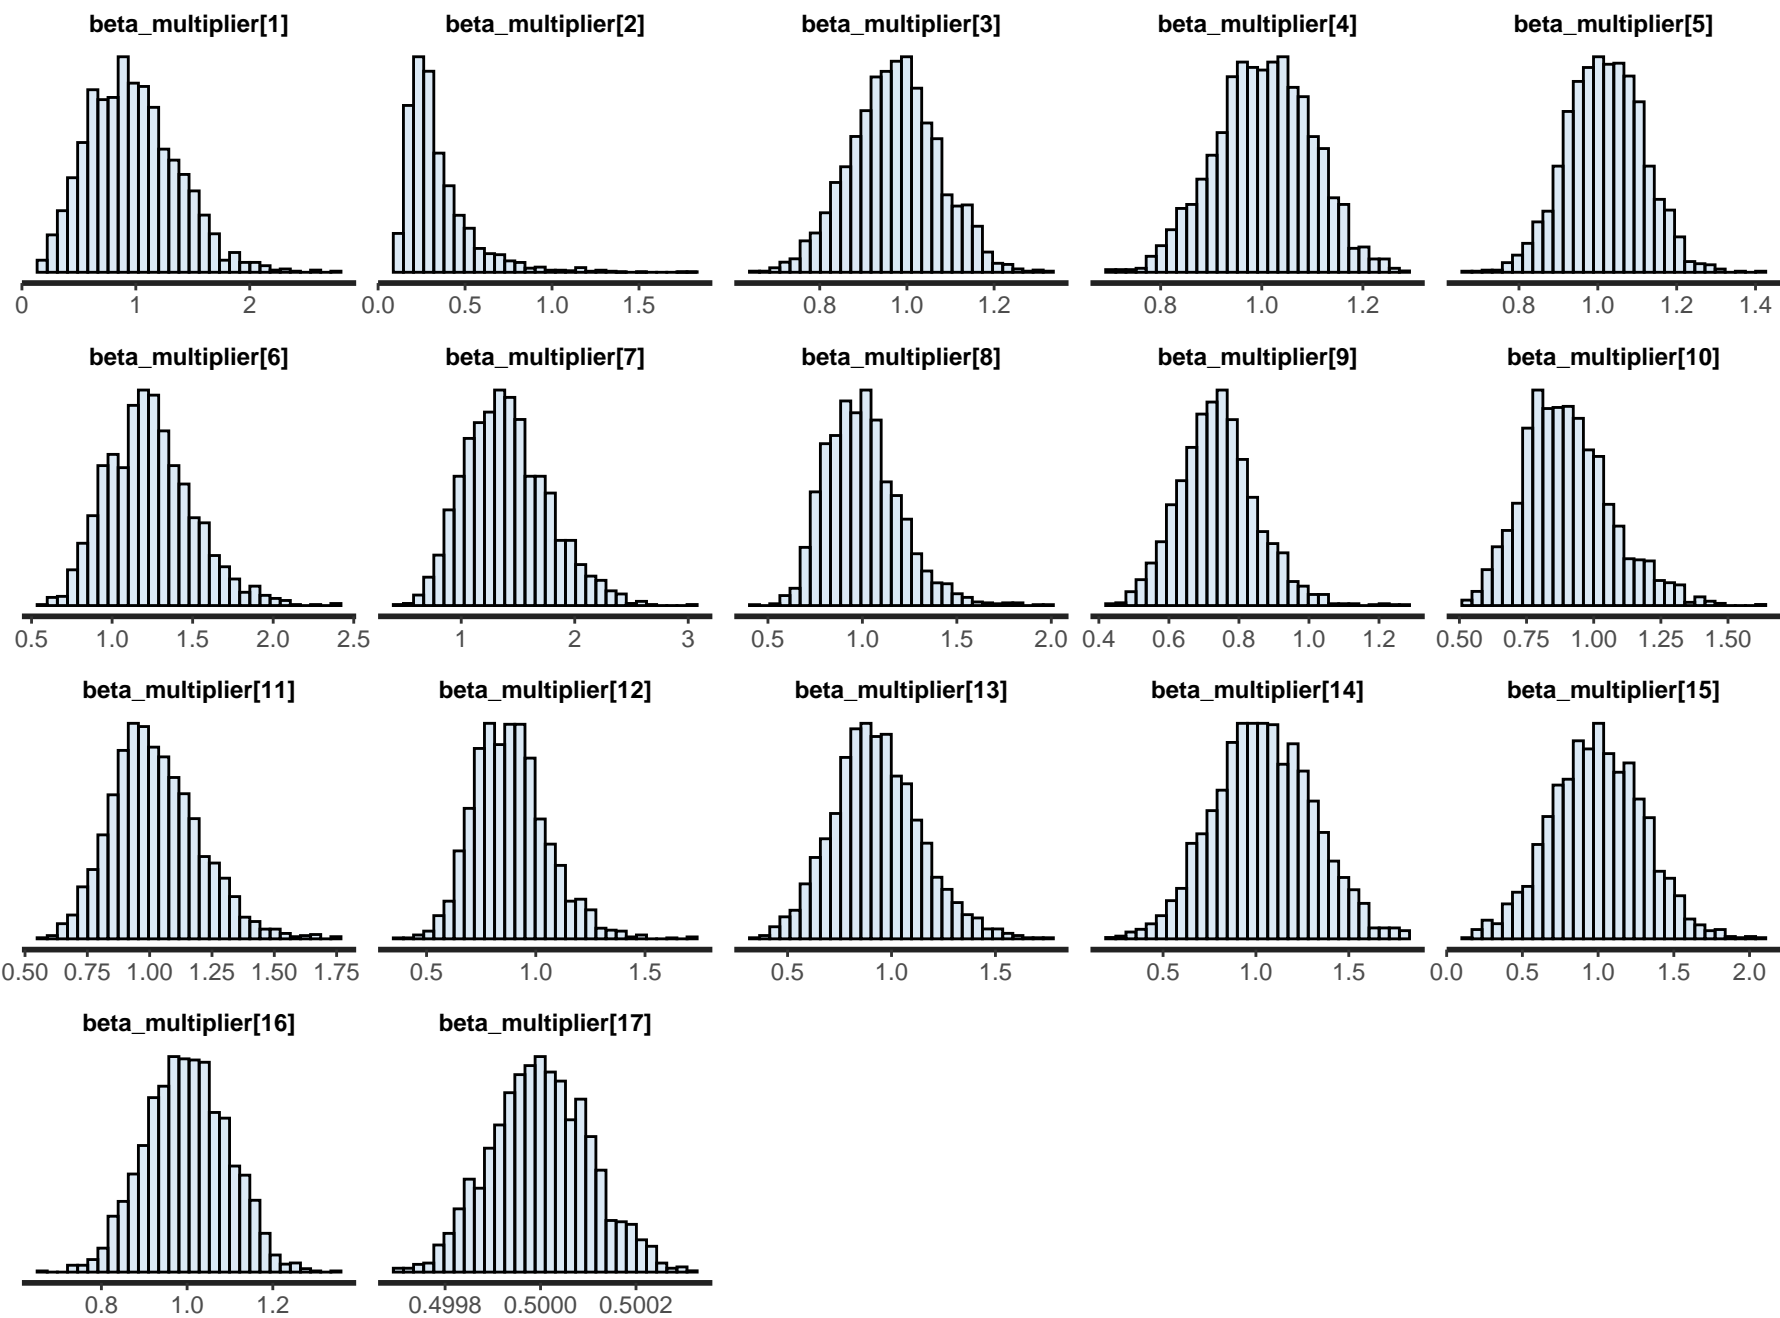 beta_multiplier[1] beta_multiplier[2] beta_multiplier[3] beta_multiplier[4] beta_multiplier[5]
0 1 2 0.0 0.5 1.0 1.5 0.8 1.0 1.2 0.8 1.0 1.2 0.8 1.0 1.2 1.4
beta_multiplier[6] beta_multiplier[7] beta_multiplier[8] beta_multiplier[9] beta_multiplier[10]
0.5 1.0 1.5 2.0 2.5 1 2 3 0.5 1.0 1.5 2.0 0.4 0.6 0.8 1.0 1.2 0.50 0.75 1.00 1.25 1.50
beta_multiplier[11] beta_multiplier[12] beta_multiplier[13] beta_multiplier[14] beta_multiplier[15]
0.50 0.75 1.00 1.25 1.50 1.75 0.5 1.0 1.5 0.5 1.0 1.5 0.5 1.0 1.5 0.0 0.5 1.0 1.5 2.0
beta_multiplier[16] beta_multiplier[17]
0.8 1.0 1.2 0.4998 0.5000 0.5002